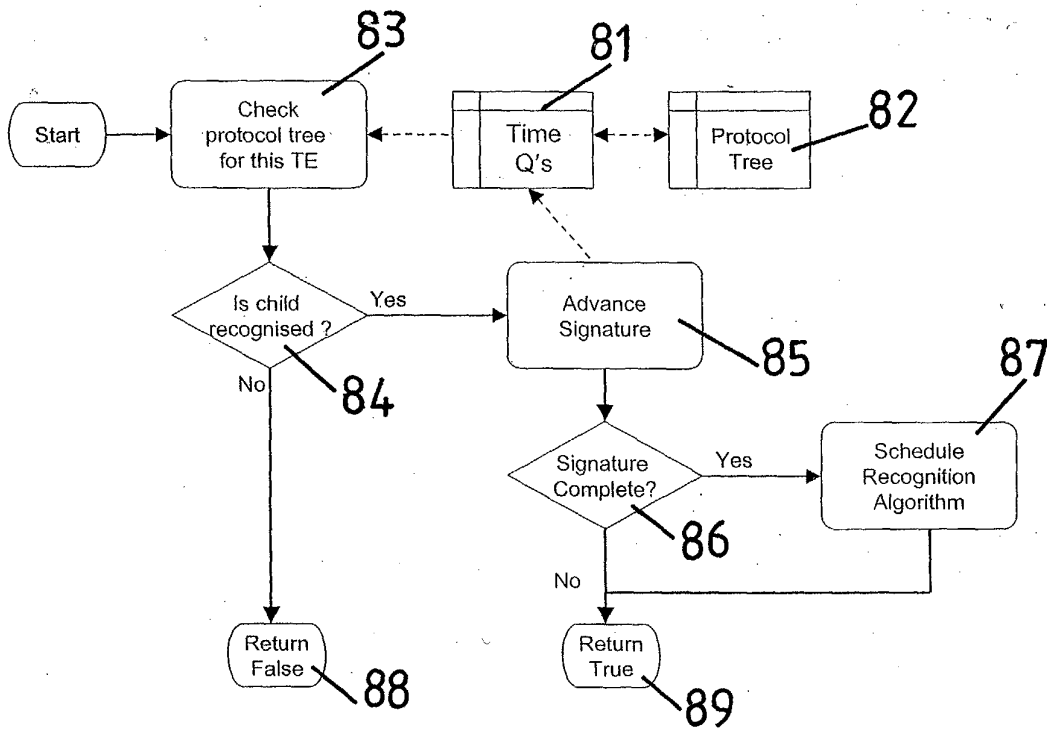 83
81
82
Start
Check
protocol tree
for this TE
Time
Q's
Protocol
Tree
Is child
recognised ?
Yes
Advance
Signature
85
87
No
84
Signature
Complete?
Yes
Schedule
Recognition
Algorithm
86
No
Return
False
88
Return
True
89